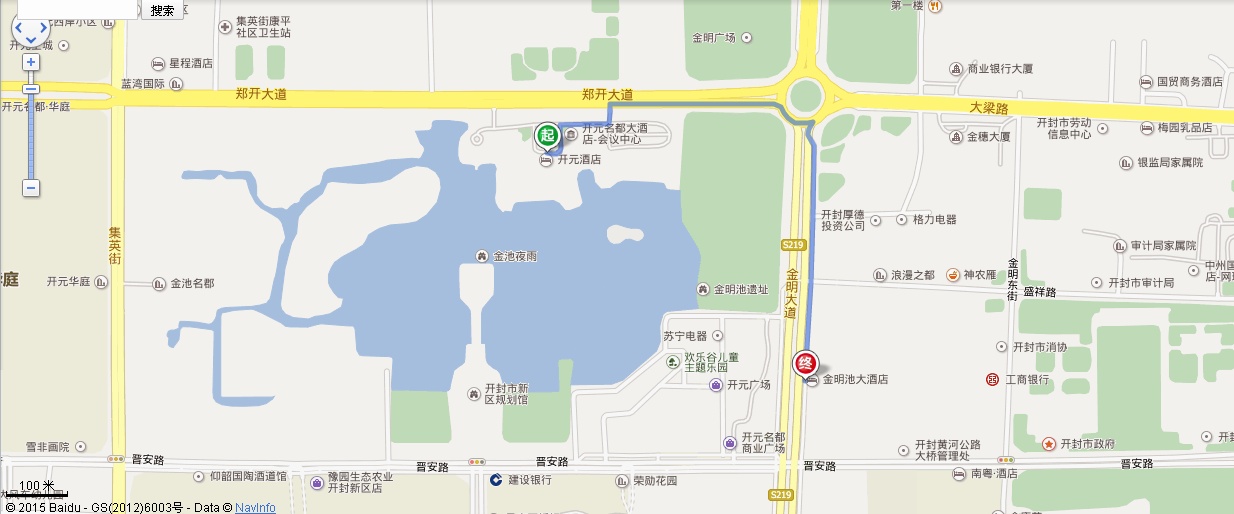 搜索
集英街康平
社区卫生站
第一楼
金明广场
星程酒店
商业银行大厦
蓝湾国际
国贸商务酒店
郑开大道
郑开大道
开元名都·华庭
大梁路
开封市劳动
信息中心
梅园乳品店
起
开元名都大酒
店-会议中心
金穗大厦
开元酒店
银监局家属院
开封厚德
投资公司
格力电器
集英街
S219
审计局家属院
金池夜雨
金明大道
金明东街
浪漫之都
神农雁
开元华庭
金池名郡
金明池遗址
开封市审计局
盛祥路
苏宁电器
开封市消协
终
欢乐谷儿童
主题乐园
金明池大酒店
工商银行
开元广场
开封市新
区规划馆
开元名都
商业广场
开封黄河公路
大桥管理处
开封市政府
雪非画院
晋安路
晋安路
晋安路
晋安路
晋安路
仰韶国陶酒道馆
豫园生态农业
开封新区店
建设银行
荣勋花园
南粤·酒店
100 米
S219
© 2015 Baidu - GS(2012)6003号 - Data © NavInfo